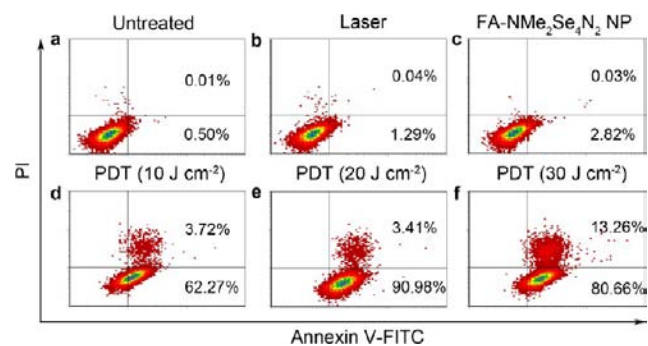 Untreated Laser FA-NMe₂Se₄N₂ NP
a b c
0.01% 0.04% 0.03%
0.50% 1.29% 2.82%
PDT (10 J cm⁻²) PDT (20 J cm⁻²) PDT (30 J cm⁻²)
d e f
3.72% 3.41% 13.26%
62.27% 90.98% 80.66%
PI
Annexin V-FITC